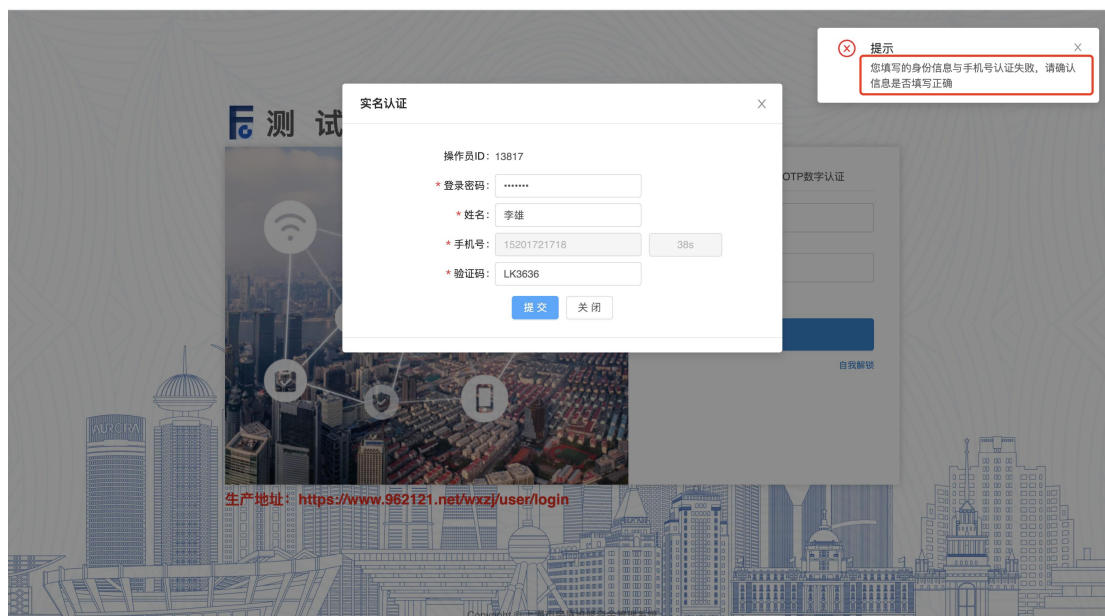 提示
您填写的身份信息与手机号认证失败，请确认
信息是否填写正确
实名认证
测 试
操作员ID: 13817
OTP数字认证
* 登录密码: •••••••
* 姓名: 李雄
* 手机号: 15201721718 38s
* 验证码: LK3636
提 交 关 闭
自我解锁
AURORA
生产地址：https://www.962121.net/wxzj/user/login